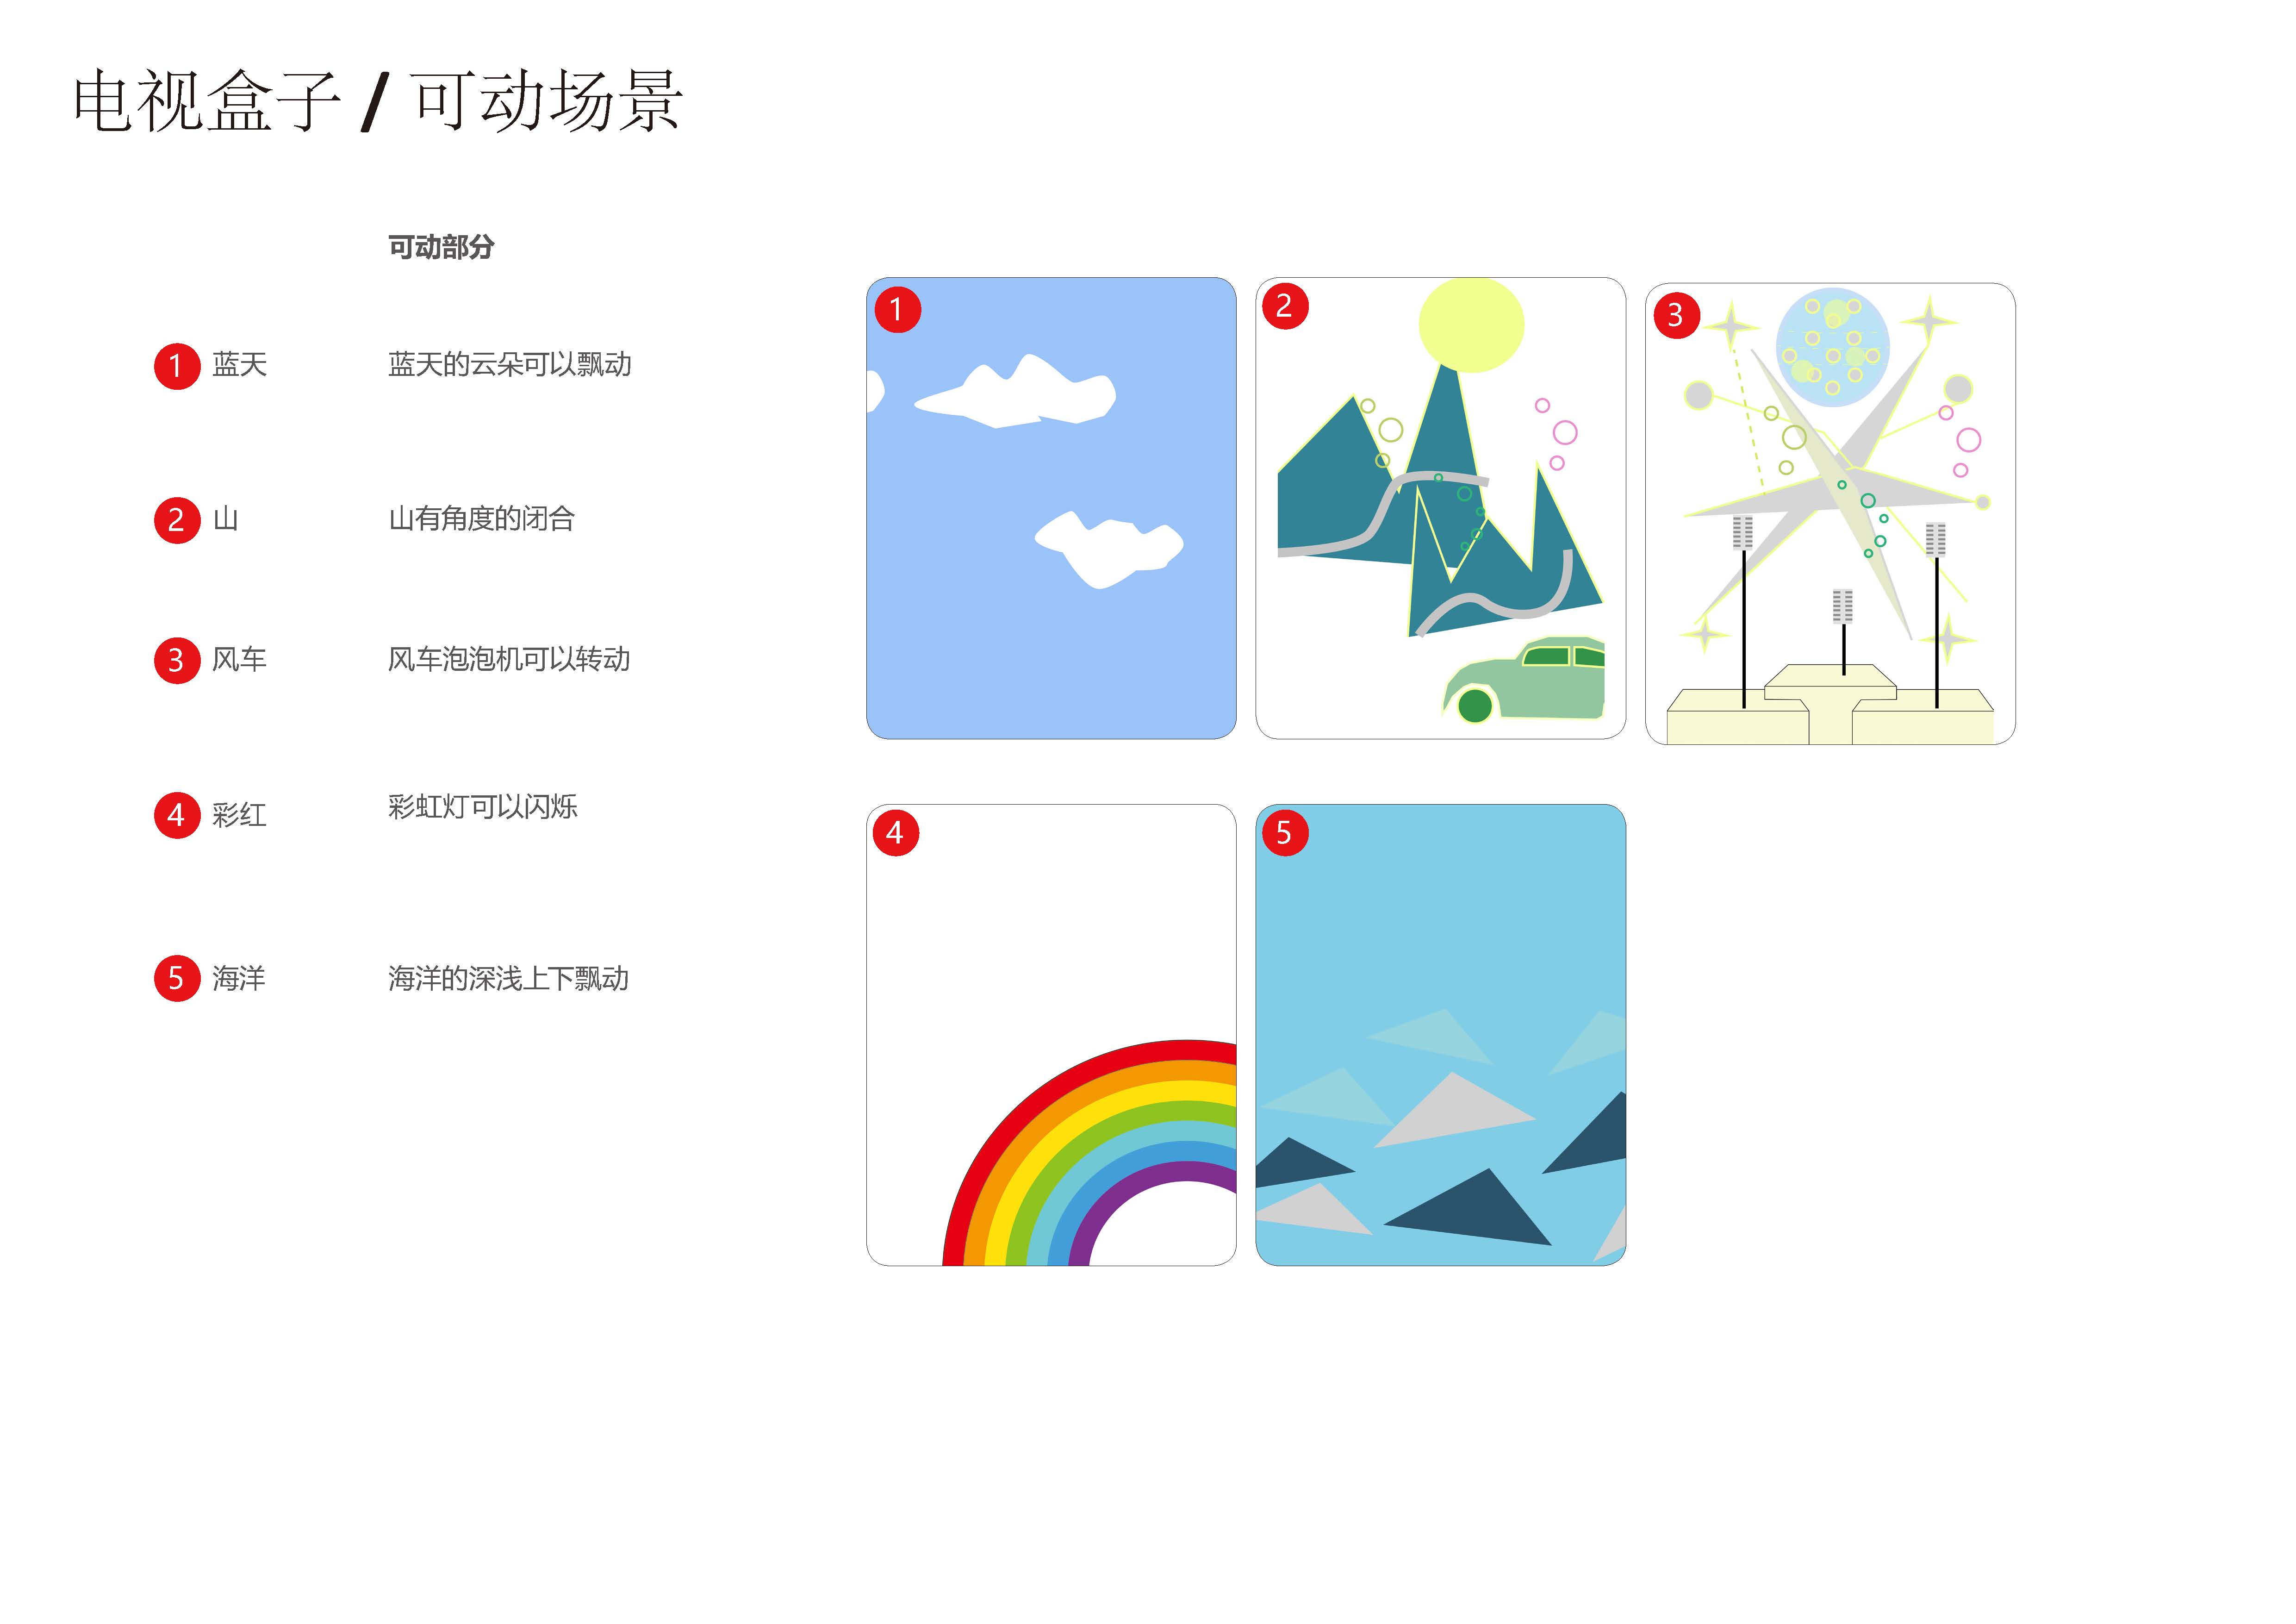 电视盒子 / 可动场景
可动部分
1 蓝天 蓝天的云朵可以飘动
2 山 山有角度的闭合
3 风车 风车泡泡机可以转动
4 彩红 彩虹灯可以闪烁
5 海洋 海洋的深浅上下飘动
1
2
3
4
5